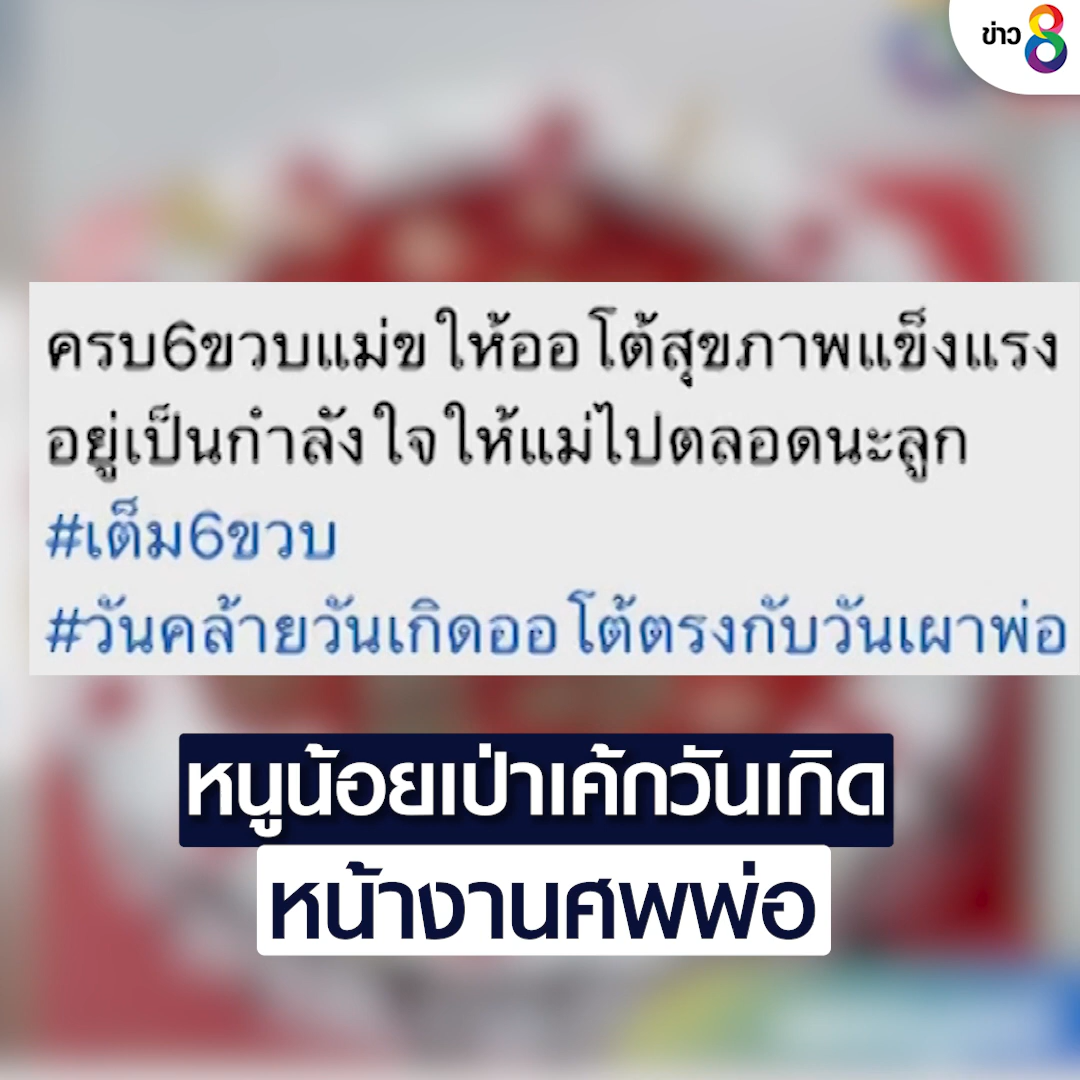 ข่าว 8
ครบ6ขวบแม่ขให้ออโต้สุขภาพแข็งแรง
อยู่เป็นกำลังใจให้แม่ไปตลอดนะลูก
#เต็ม6ขวบ
#วันคล้ายวันเกิดออโต้ตรงกับวันเผาพ่อ
หนูน้อยเป่าเค้กวันเกิด
หน้างานศพพ่อ